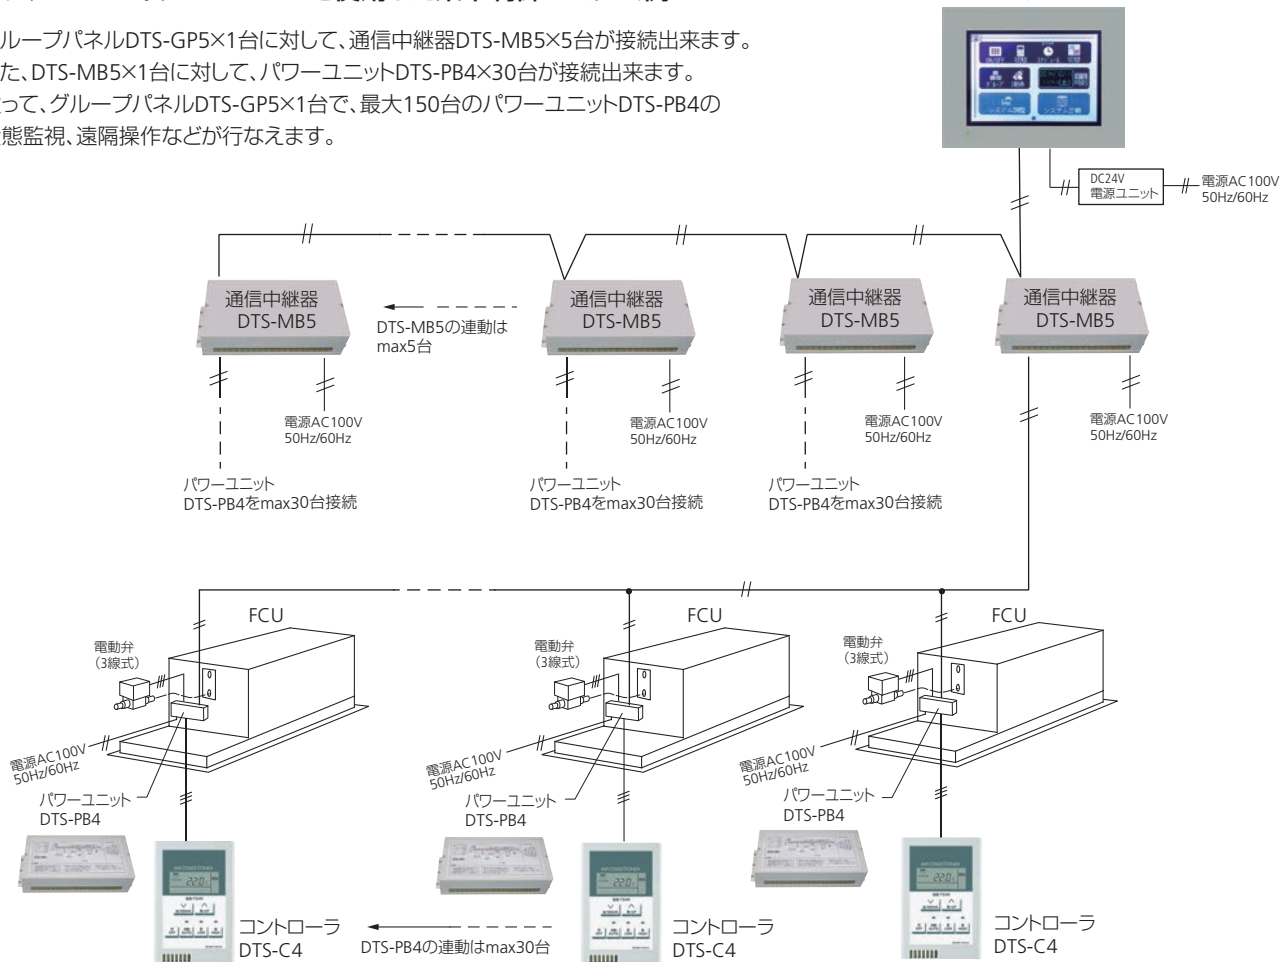 ループパネルDTS-GP5×1台に対して、通信中継器DTS-MB5×5台が接続出来ます。
た、DTS-MB5×1台に対して、パワーユニットDTS-PB4×30台が接続出来ます。
って、グループパネルDTS-GP5×1台で、最大150台のパワーユニットDTS-PB4の
態監視、遠隔操作などが行なえます。
DC24V
電源ユニット
電源AC100V
50Hz/60Hz
通信中継器
DTS-MB5
DTS-MB5の連動は
max5台
通信中継器
DTS-MB5
通信中継器
DTS-MB5
通信中継器
DTS-MB5
電源AC100V
50Hz/60Hz
電源AC100V
50Hz/60Hz
電源AC100V
50Hz/60Hz
電源AC100V
50Hz/60Hz
パワーユニット
DTS-PB4をmax30台接続
パワーユニット
DTS-PB4をmax30台接続
パワーユニット
DTS-PB4をmax30台接続
FCU
電動弁
（3線式）
FCU
電動弁
（3線式）
FCU
電動弁
（3線式）
電源AC100V
50Hz/60Hz
電源AC100V
50Hz/60Hz
電源AC100V
50Hz/60Hz
パワーユニット
DTS-PB4
パワーユニット
DTS-PB4
パワーユニット
DTS-PB4
コントローラ
DTS-C4
DTS-PB4の連動はmax30台
コントローラ
DTS-C4
コントローラ
DTS-C4